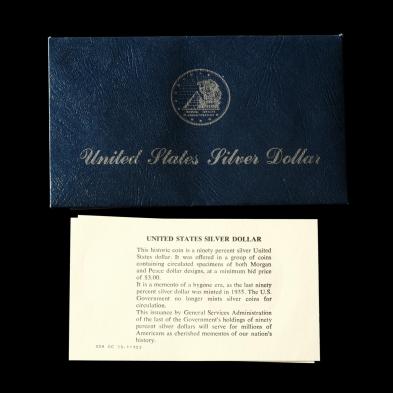 United States Silver Dollar
UNITED STATES SILVER DOLLAR
This historic coin is a ninety percent silver United
States dollar. It was offered in a group of coins
containing circulated specimens of both Morgan
and Peace dollar designs, at a minimum bid price
of $3.00.
It is a memento of a bygone era, as the last ninety
percent silver dollar was minted in 1935. The U.S.
Government no longer mints silver coins for
circulation.
This issuance by General Services Administration
of the last of the Government's holdings of ninety
percent silver dollars will serve for millions of
Americans as cherished mementos of our nation's
history.
GSA DC